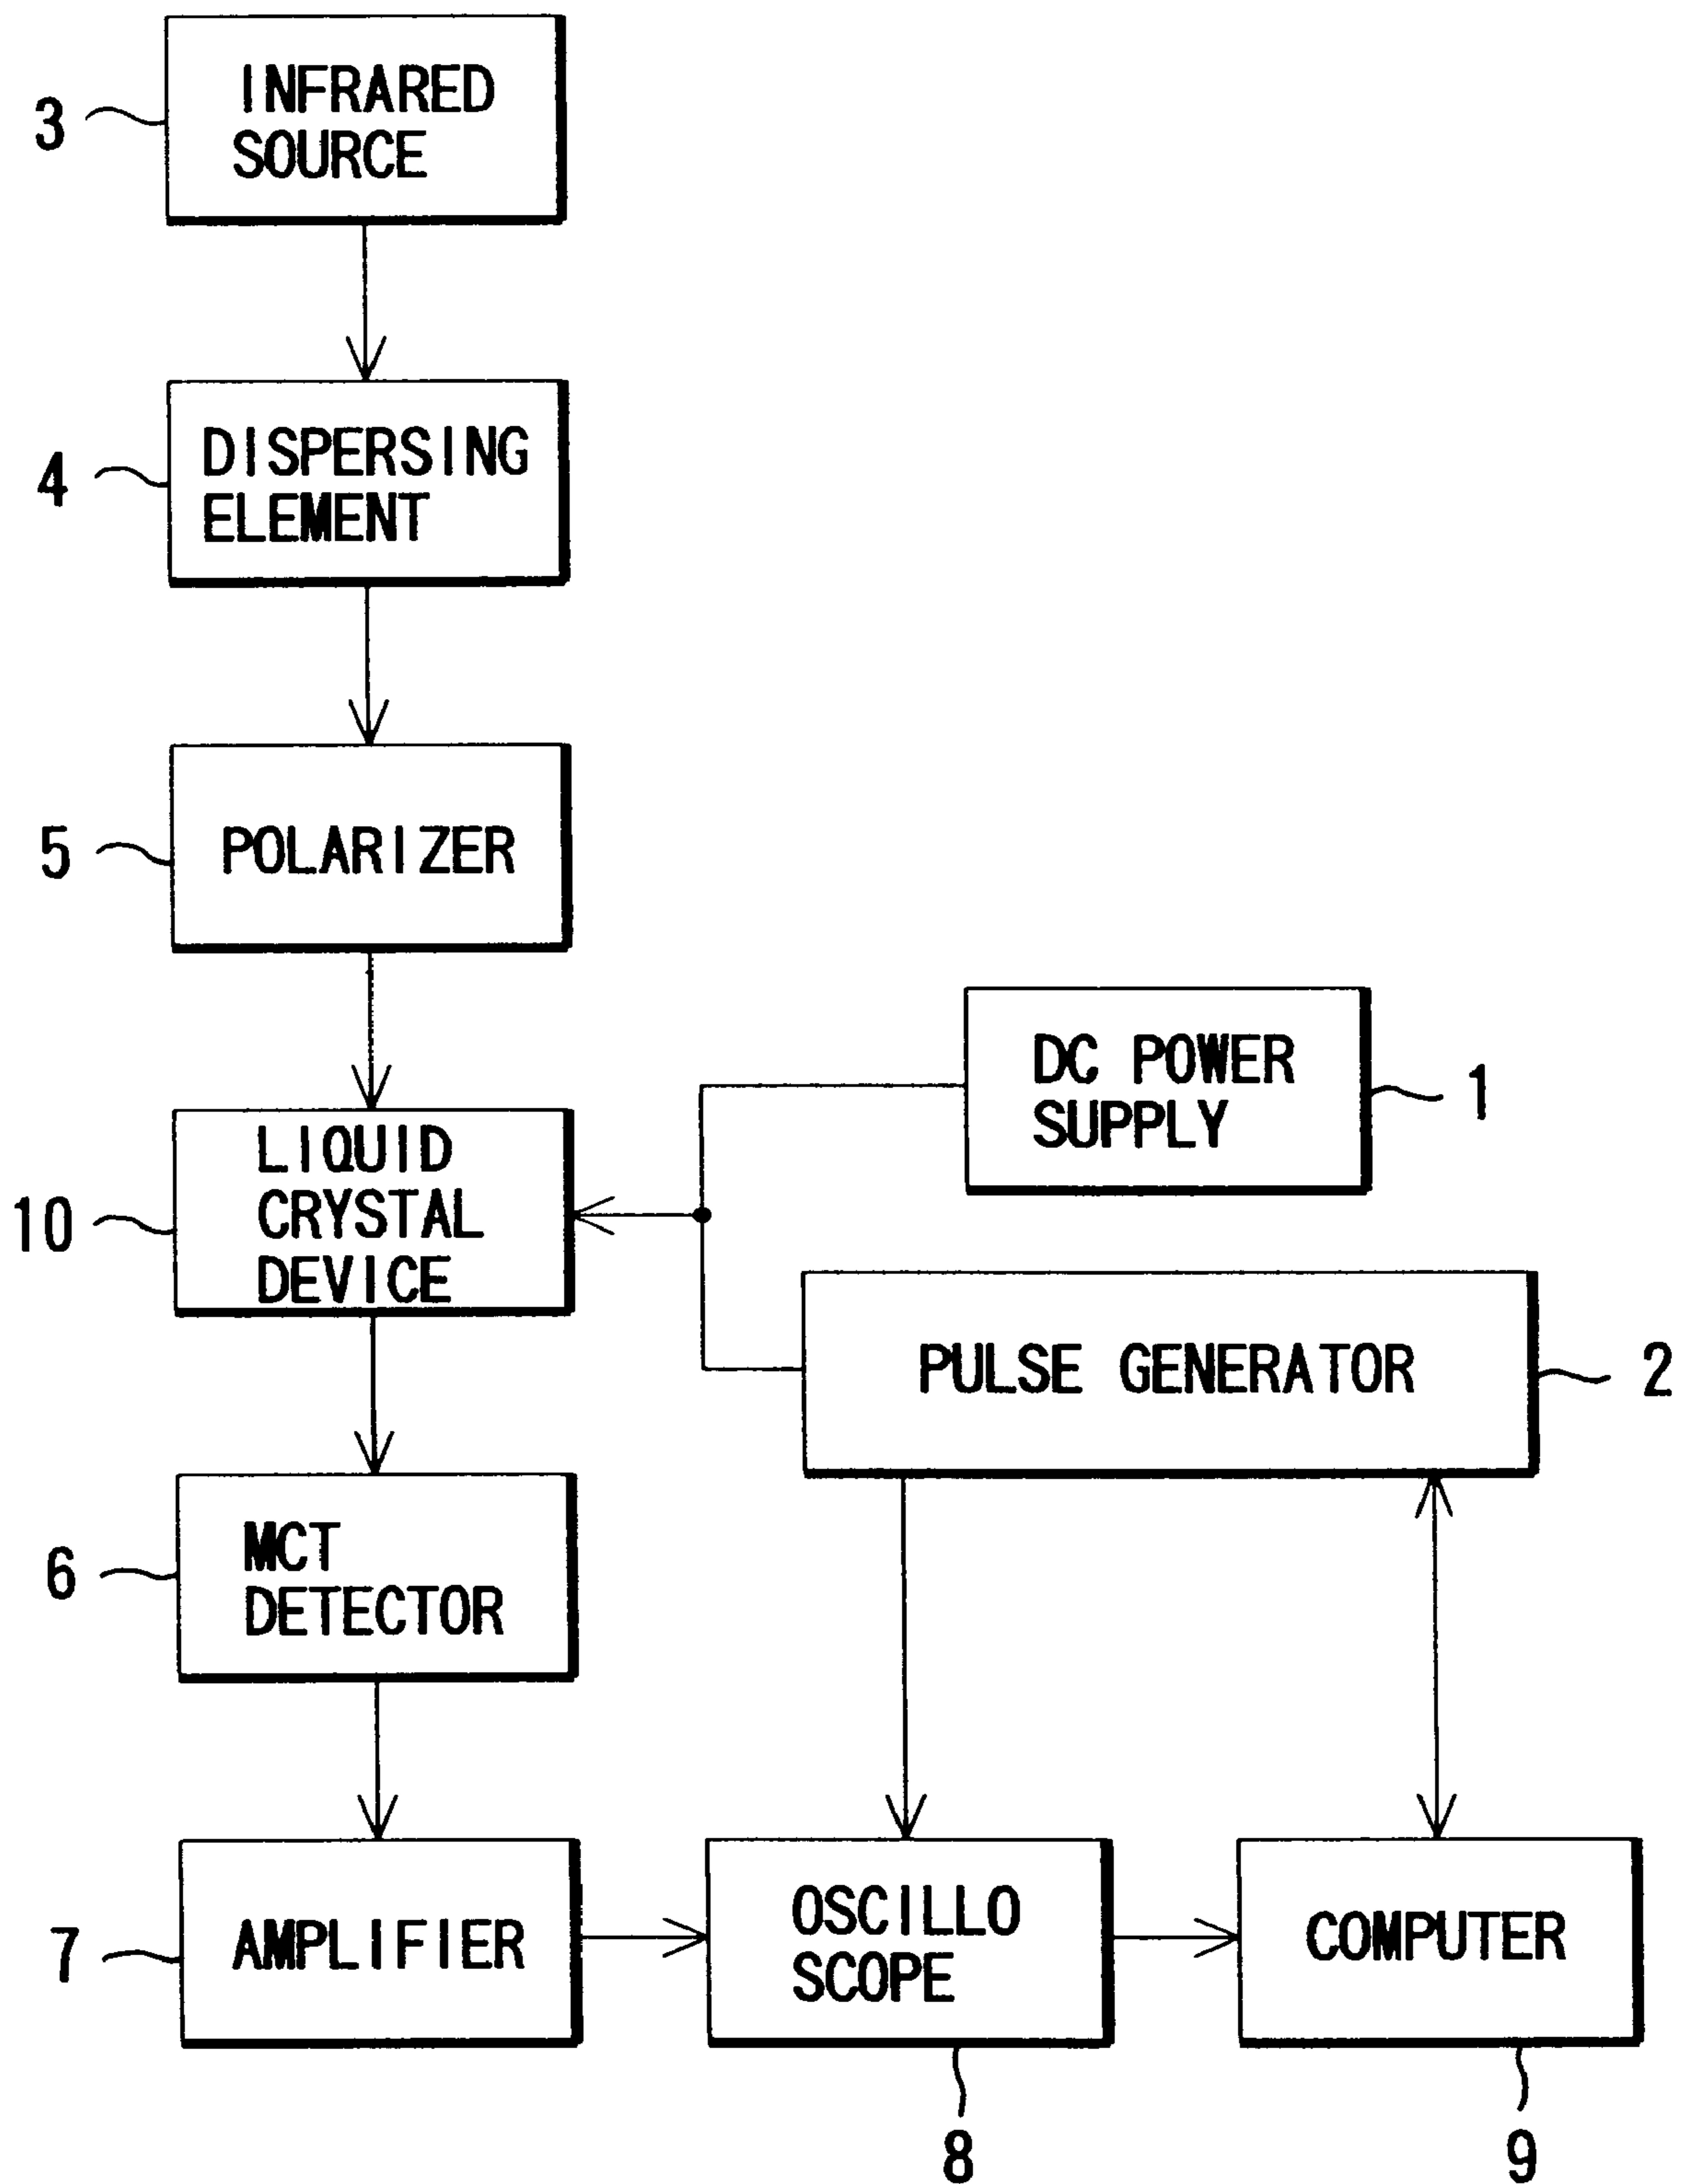 INFRARED
SOURCE
3
DISPERSING
ELEMENT
4
POLARIZER
5
DC POWER
SUPPLY
1
LIQUID
CRYSTAL
DEVICE
10
PULSE GENERATOR
2
MCT
DETECTOR
6
AMPLIFIER
7
OSCILLO
SCOPE
8
COMPUTER
9